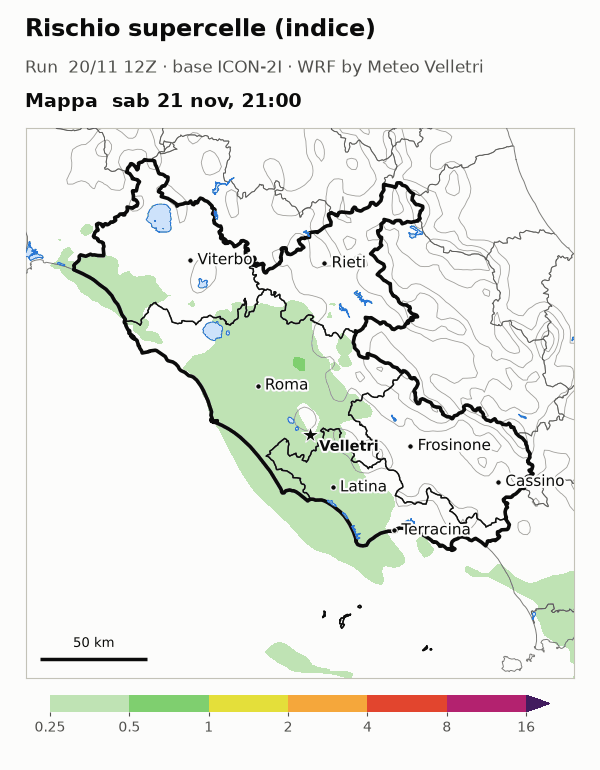 Rischio supercelle (indice)
Run  20/11 12Z · base ICON-2I · WRF by Meteo Velletri
Mappa  sab 21 nov, 21:00
Viterbo
Rieti
Roma
Velletri
Frosinone
Cassino
Latina
Terracina
50 km
0.25 0.5 1 2 4 8 16